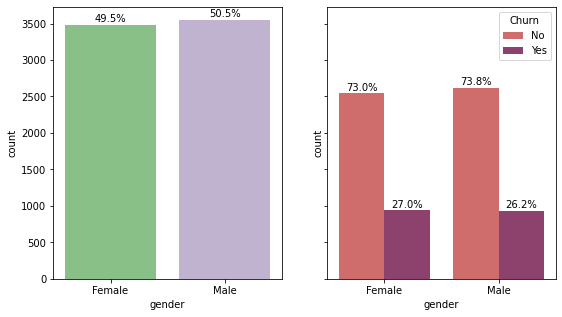 49.5%
50.5%
3500
3000
2500
2000
1500
1000
500
0
count
Female
Male
gender
Churn
No
Yes
73.0%
73.8%
27.0%
26.2%
count
Female
Male
gender